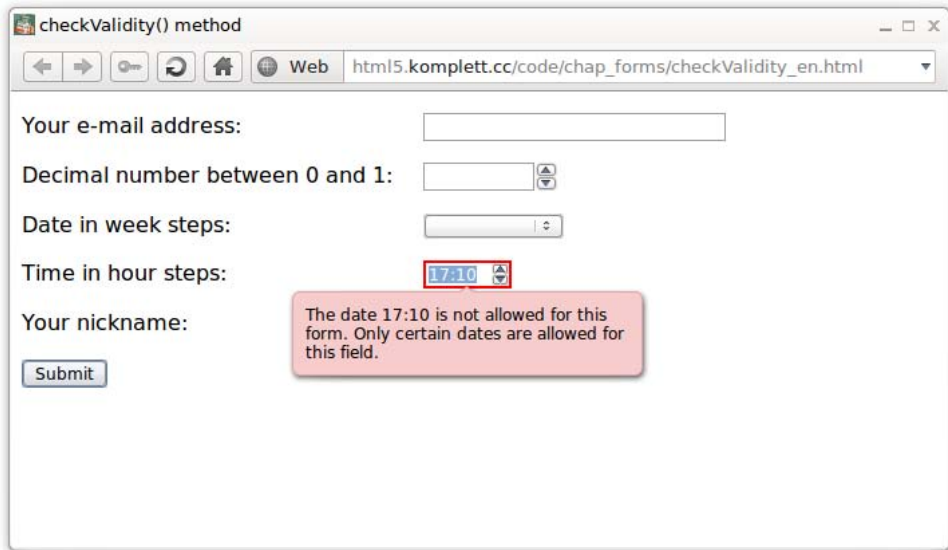 checkValidity() method
Web html5.komplett.cc/code/chap_forms/checkValidity_en.html
Your e-mail address:
Decimal number between 0 and 1:
Date in week steps:
Time in hour steps: 17:10
The date 17:10 is not allowed for this
form. Only certain dates are allowed for
this field.
Your nickname:
Submit